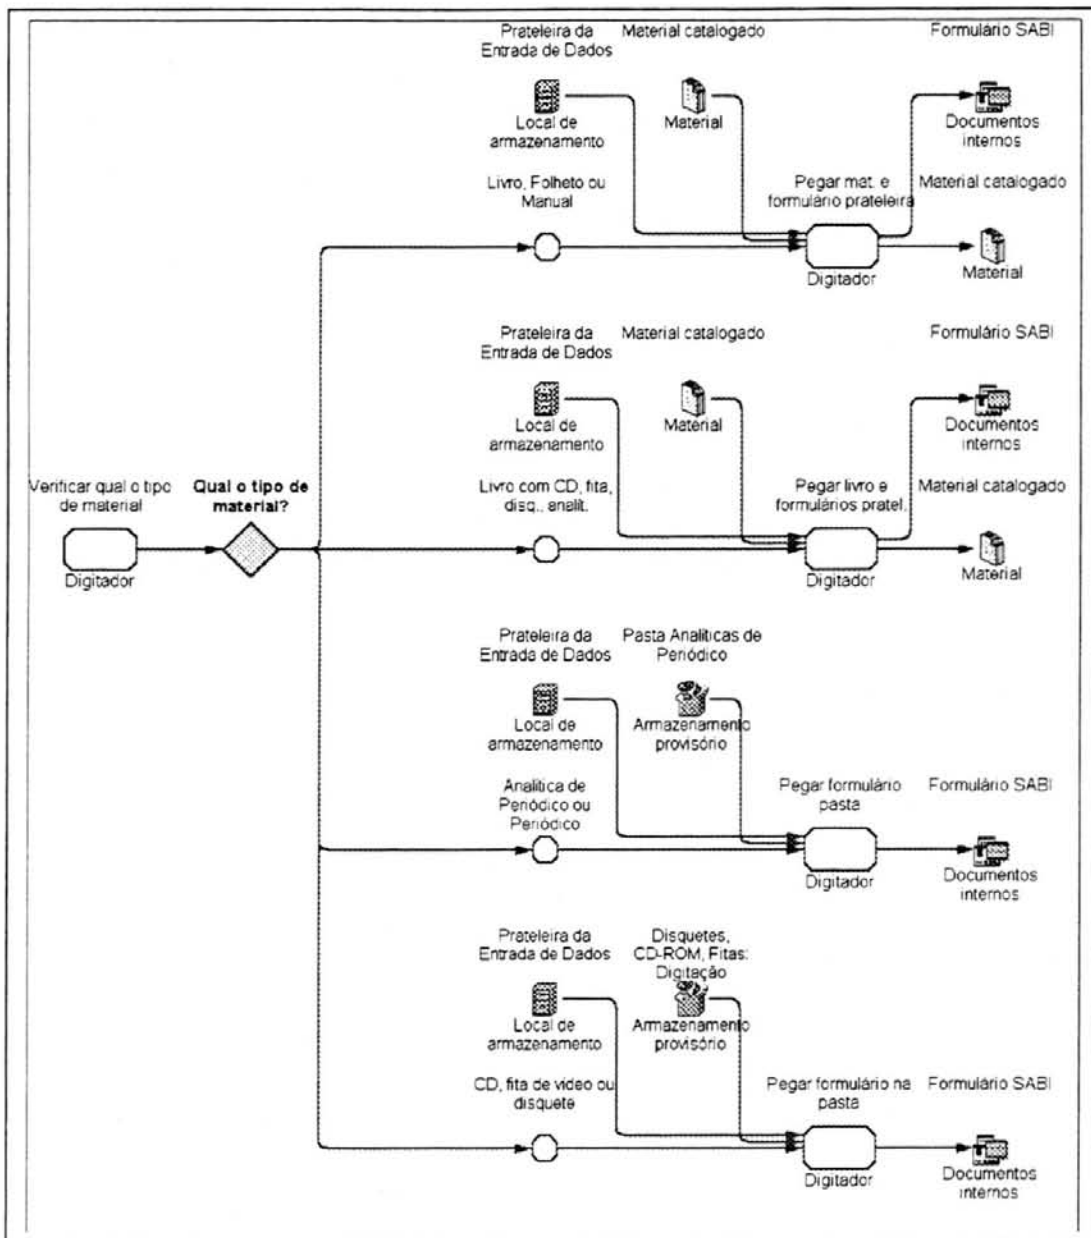 Prateleira da
Entrada de Dados
Material catalogado
Formulário SABI
Local de
armazenamento
Material
Documentos
internos
Livro, Folheto ou
Manual
Pegar mat. e
formulário prateleira
Material catalogado
Digitador
Material
Prateleira da
Entrada de Dados
Material catalogado
Formulário SABI
Local de
armazenamento
Material
Documentos
internos
Verificar qual o tipo
de material
Qual o tipo de
material?
Livro com CD, fita,
disq., analít.
Pegar livro e
formulários pratel.
Material catalogado
Digitador
Digitador
Material
Prateleira da
Entrada de Dados
Pasta Analíticas de
Periódico
Local de
armazenamento
Armazenamento
provisório
Analítica de
Periódico ou
Periódico
Pegar formulário
pasta
Formulário SABI
Digitador
Documentos
internos
Prateleira da
Entrada de Dados
Disquetes,
CD-ROM, Fitas:
Digitação
Local de
armazenamento
Armazenamento
provisório
CD, fita de vídeo ou
disquete
Pegar formulário na
pasta
Formulário SABI
Digitador
Documentos
internos